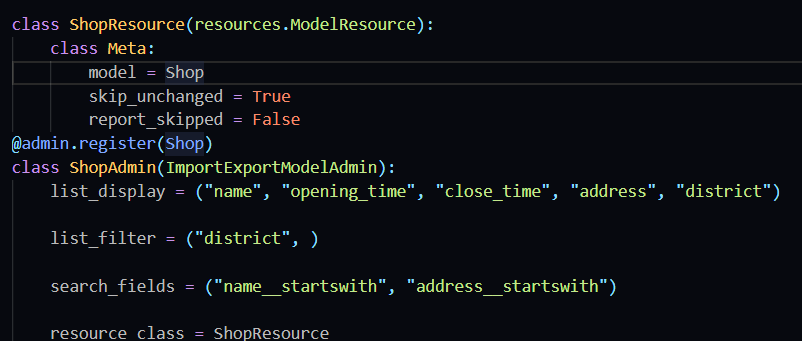 class ShopResource(resources.ModelResource):
    class Meta:
        model = Shop
        skip_unchanged = True
        report_skipped = False
@admin.register(Shop)
class ShopAdmin(ImportExportModelAdmin):
    list_display = ("name", "opening_time", "close_time", "address", "district")
    list_filter = ("district", )
    search_fields = ("name__startswith", "address__startswith")
    resource_class = ShopResource